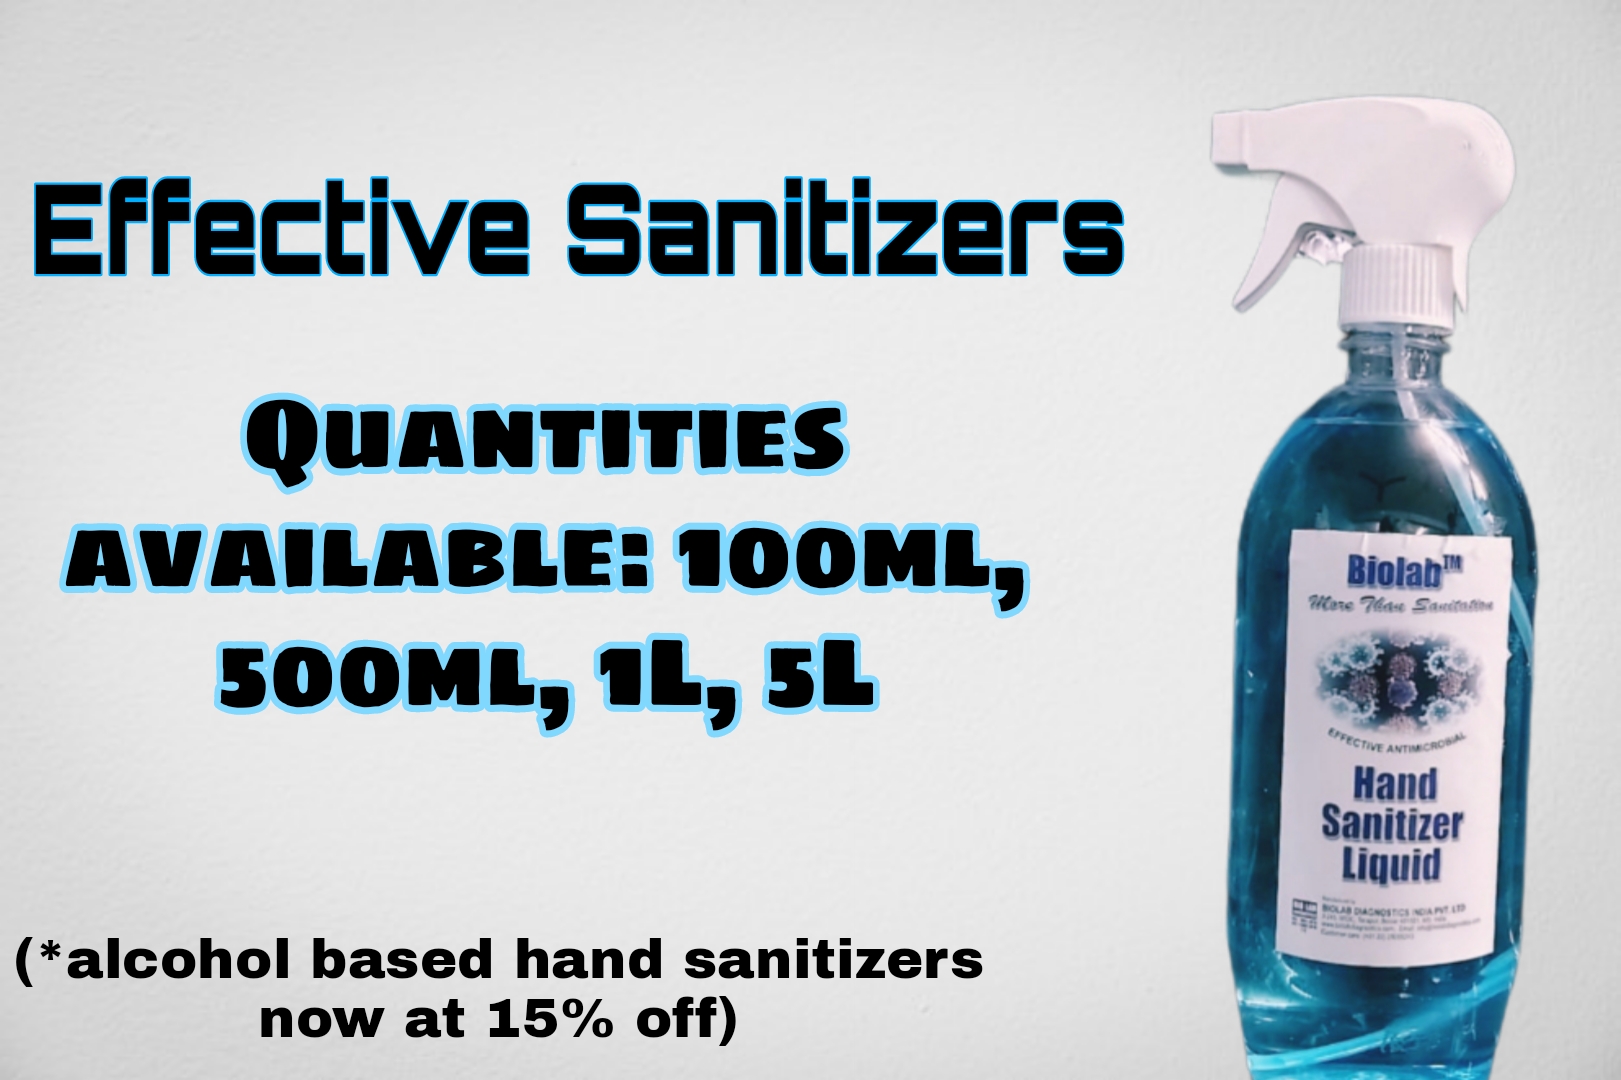 Effective Sanitizers
Quantities
available: 100ml,
500ml, 1L, 5L
(*alcohol based hand sanitizers
now at 15% off)
Biolab™
More Than Sanitation
EFFECTIVE ANTIMICROBIAL
Hand
Sanitizer
Liquid
BIOLAB DIAGNOSTICS INDIA PVT. LTD.